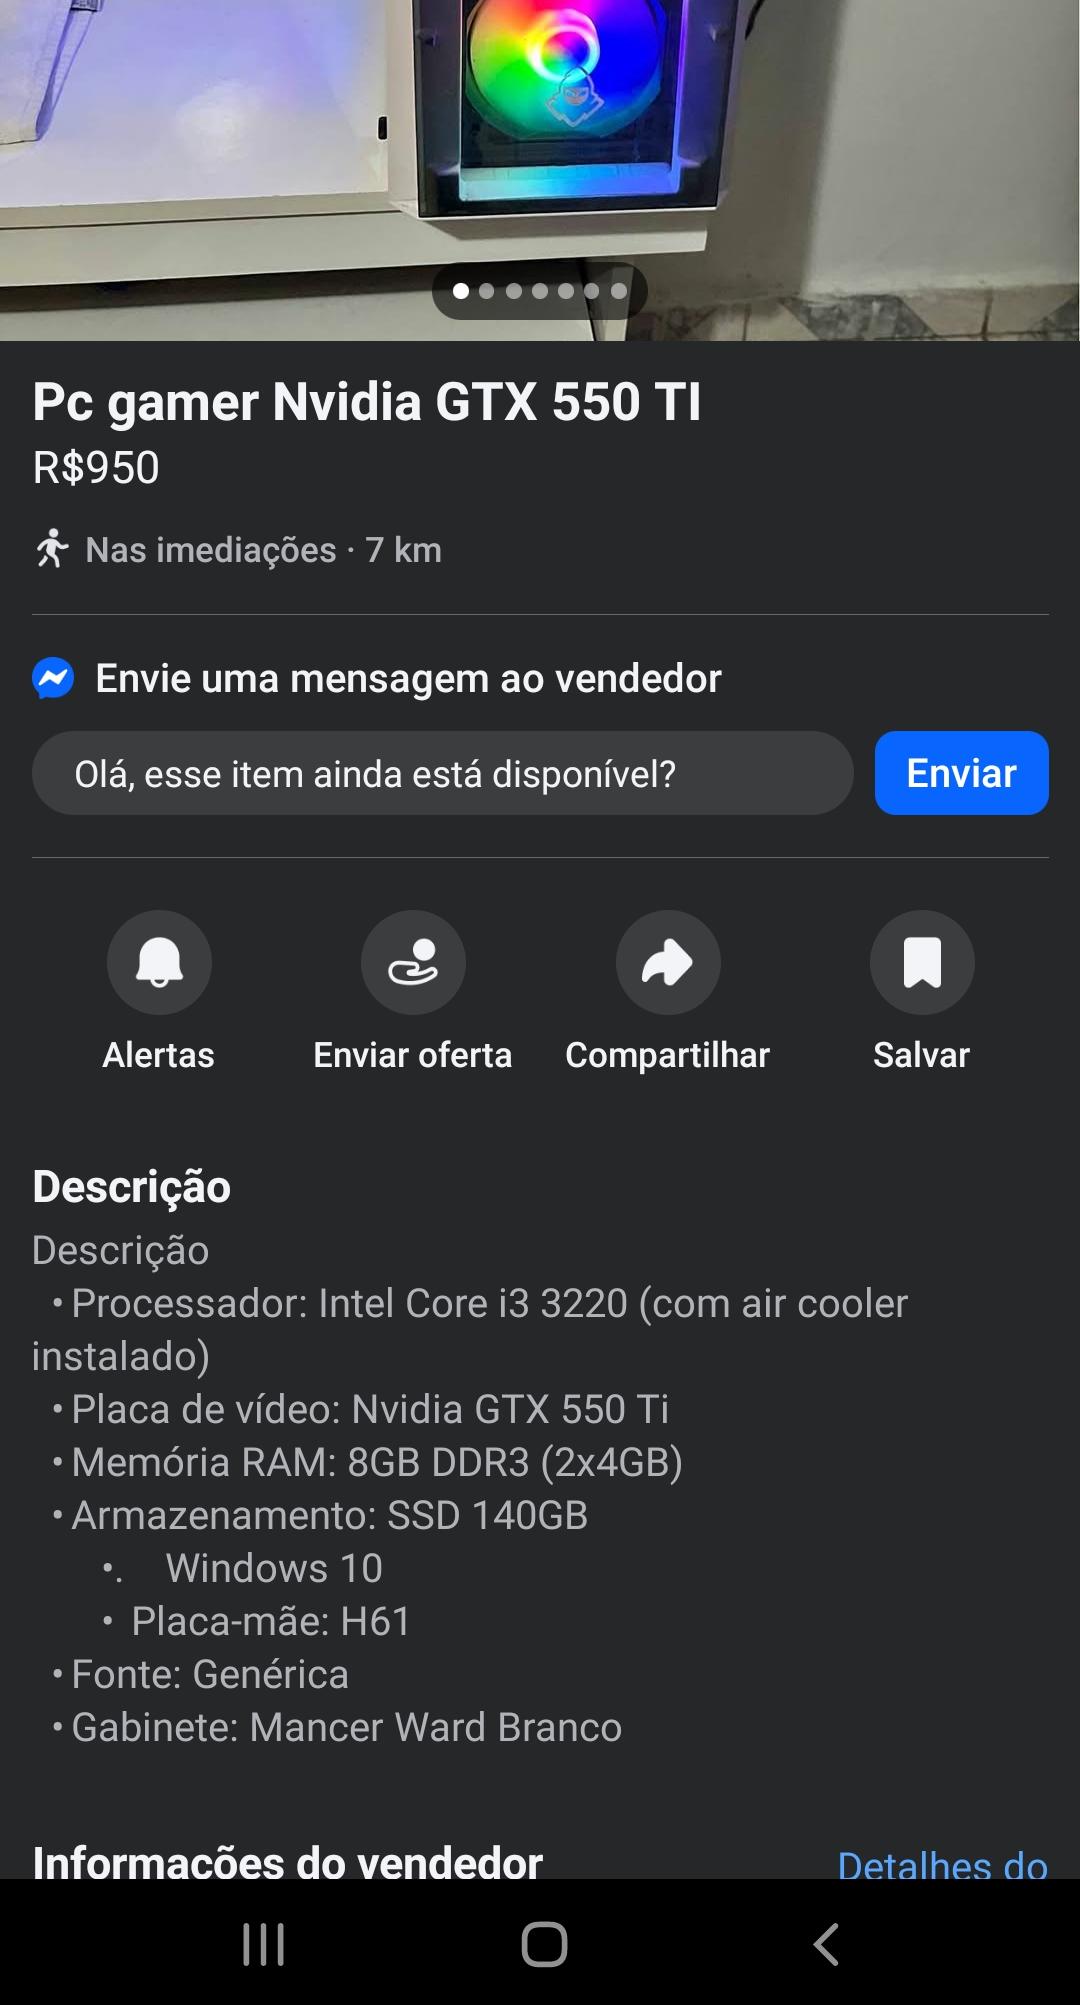 Pc gamer Nvidia GTX 550 TI
R$950
Nas imediações · 7 km
Envie uma mensagem ao vendedor
Olá, esse item ainda está disponível?
Enviar
Alertas
Enviar oferta
Compartilhar
Salvar
Descrição
Descrição
• Processador: Intel Core i3 3220 (com air cooler
instalado)
• Placa de vídeo: Nvidia GTX 550 Ti
• Memória RAM: 8GB DDR3 (2x4GB)
• Armazenamento: SSD 140GB
•. Windows 10
• Placa-mãe: H61
• Fonte: Genérica
• Gabinete: Mancer Ward Branco
Informações do vendedor
Detalhes do